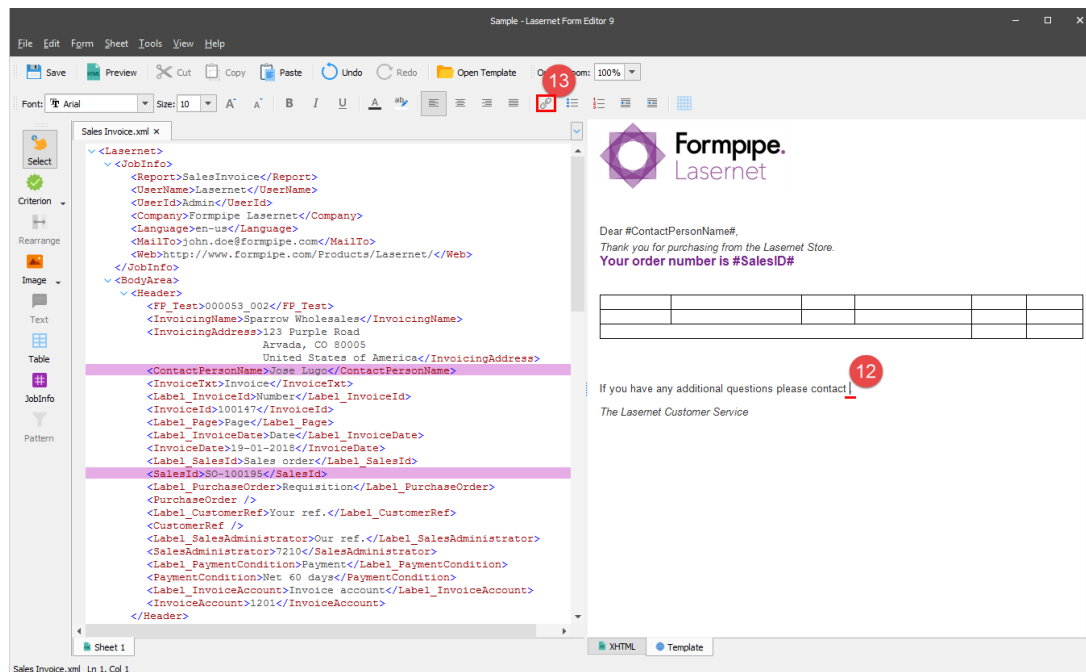 Sample - Lasernet Form Editor 9
File Edit Form Sheet Tools View Help
Save Preview Cut Copy Paste Undo Redo Open Template om: 100%
13
Font: Arial Size: 10 A A B I U A ab
Sales Invoice.xml ×
Select
Criterion
Rearrange
Image
Text
Table
JobInfo
Pattern
<Lasernet>
<JobInfo>
<Report>SalesInvoice</Report>
<UserName>Lasernet</UserName>
<UserId>Admin</UserId>
<Company>Formpipe Lasernet</Company>
<Language>en-us</Language>
<MailTo>john.doe@formpipe.com</MailTo>
<Web>http://www.formpipe.com/Products/Lasernet/</Web>
</JobInfo>
<BodyArea>
<Header>
<FP_Test>000053_002</FP_Test>
<InvoicingName>Sparrow Wholesales</InvoicingName>
<InvoicingAddress>123 Purple Road
Arvada, CO 80005
United States of America</InvoicingAddress>
<ContactPersonName>Jose Lugo</ContactPersonName>
<InvoiceTxt>Invoice</InvoiceTxt>
<Label_InvoiceId>Number</Label_InvoiceId>
<InvoiceId>100147</InvoiceId>
<Label_Page>Page</Label_Page>
<Label_InvoiceDate>Date</Label_InvoiceDate>
<InvoiceDate>19-01-2018</InvoiceDate>
<Label_SalesId>Sales order</Label_SalesId>
<SalesId>SO-100195</SalesId>
<Label_PurchaseOrder>Requisition</Label_PurchaseOrder>
<PurchaseOrder />
<Label_CustomerRef>Your ref.</Label_CustomerRef>
<CustomerRef />
<Label_SalesAdministrator>Our ref.</Label_SalesAdministrator>
<SalesAdministrator>7210</SalesAdministrator>
<Label_PaymentCondition>Payment</Label_PaymentCondition>
<PaymentCondition>Net 60 days</PaymentCondition>
<Label_InvoiceAccount>Invoice account</Label_InvoiceAccount>
<InvoiceAccount>1201</InvoiceAccount>
</Header>
Sheet 1
Formpipe.
Lasernet
Dear #ContactPersonName#,
Thank you for purchasing from the Lasernet Store.
Your order number is #SalesID#
12
If you have any additional questions please contact .
The Lasernet Customer Service
XHTML Template
Sales Invoice.xml Ln 1, Col 1